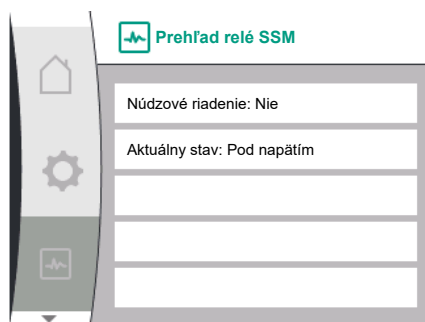 Prehľad relé SSM
Núdzové riadenie: Nie
Aktuálny stav: Pod napätím